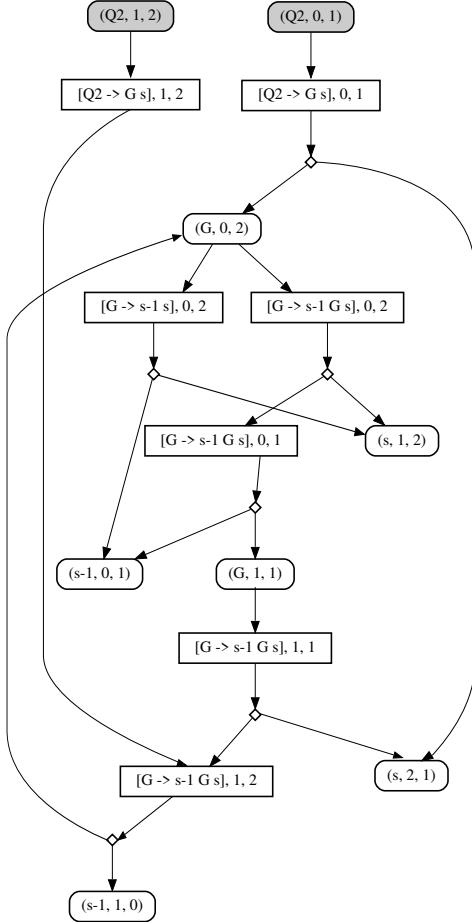 (Q2, 1, 2)
(Q2, 0, 1)
[Q2 -> G s], 1, 2
[Q2 -> G s], 0, 1
(G, 0, 2)
[G -> s-1 s], 0, 2
[G -> s-1 G s], 0, 2
[G -> s-1 G s], 0, 1
(s, 1, 2)
(s-1, 0, 1)
(G, 1, 1)
[G -> s-1 G s], 1, 1
[G -> s-1 G s], 1, 2
(s, 2, 1)
(s-1, 1, 0)